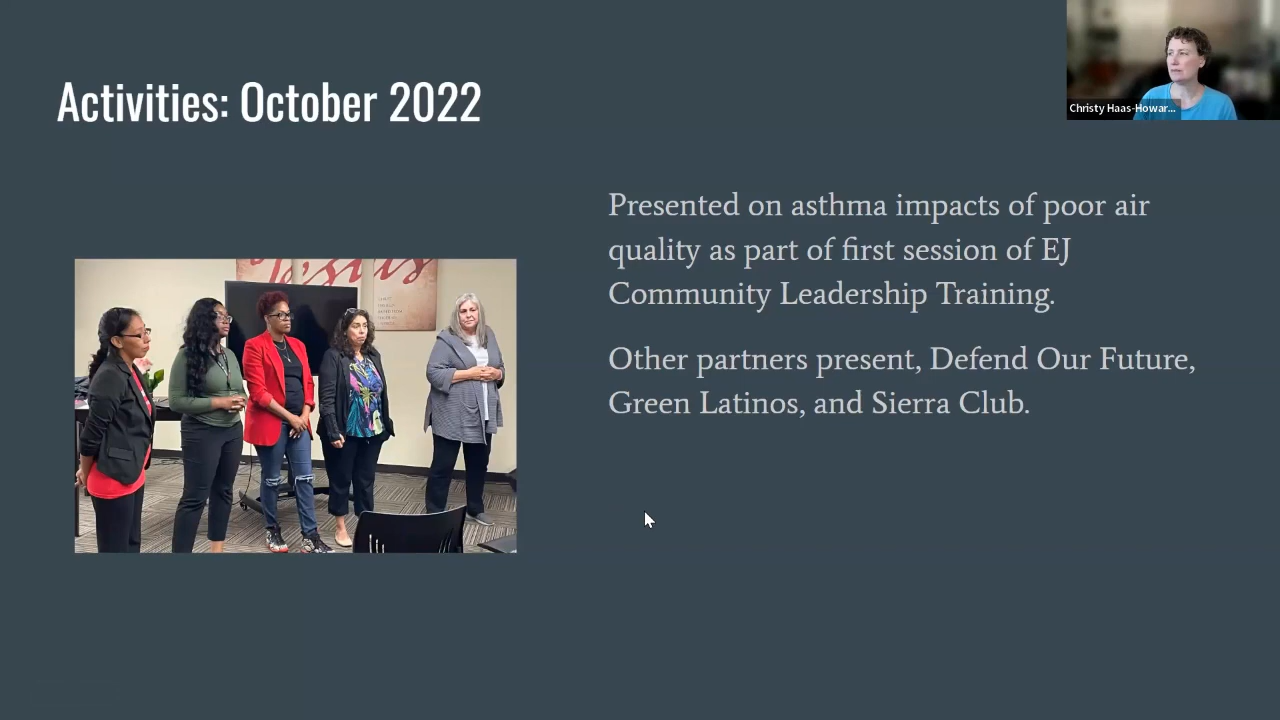 Activities: October 2022
Christy Haas-Howar...
Presented on asthma impacts of poor air
quality as part of first session of EJ
Community Leadership Training.
Other partners present, Defend Our Future,
Green Latinos, and Sierra Club.
Jesus